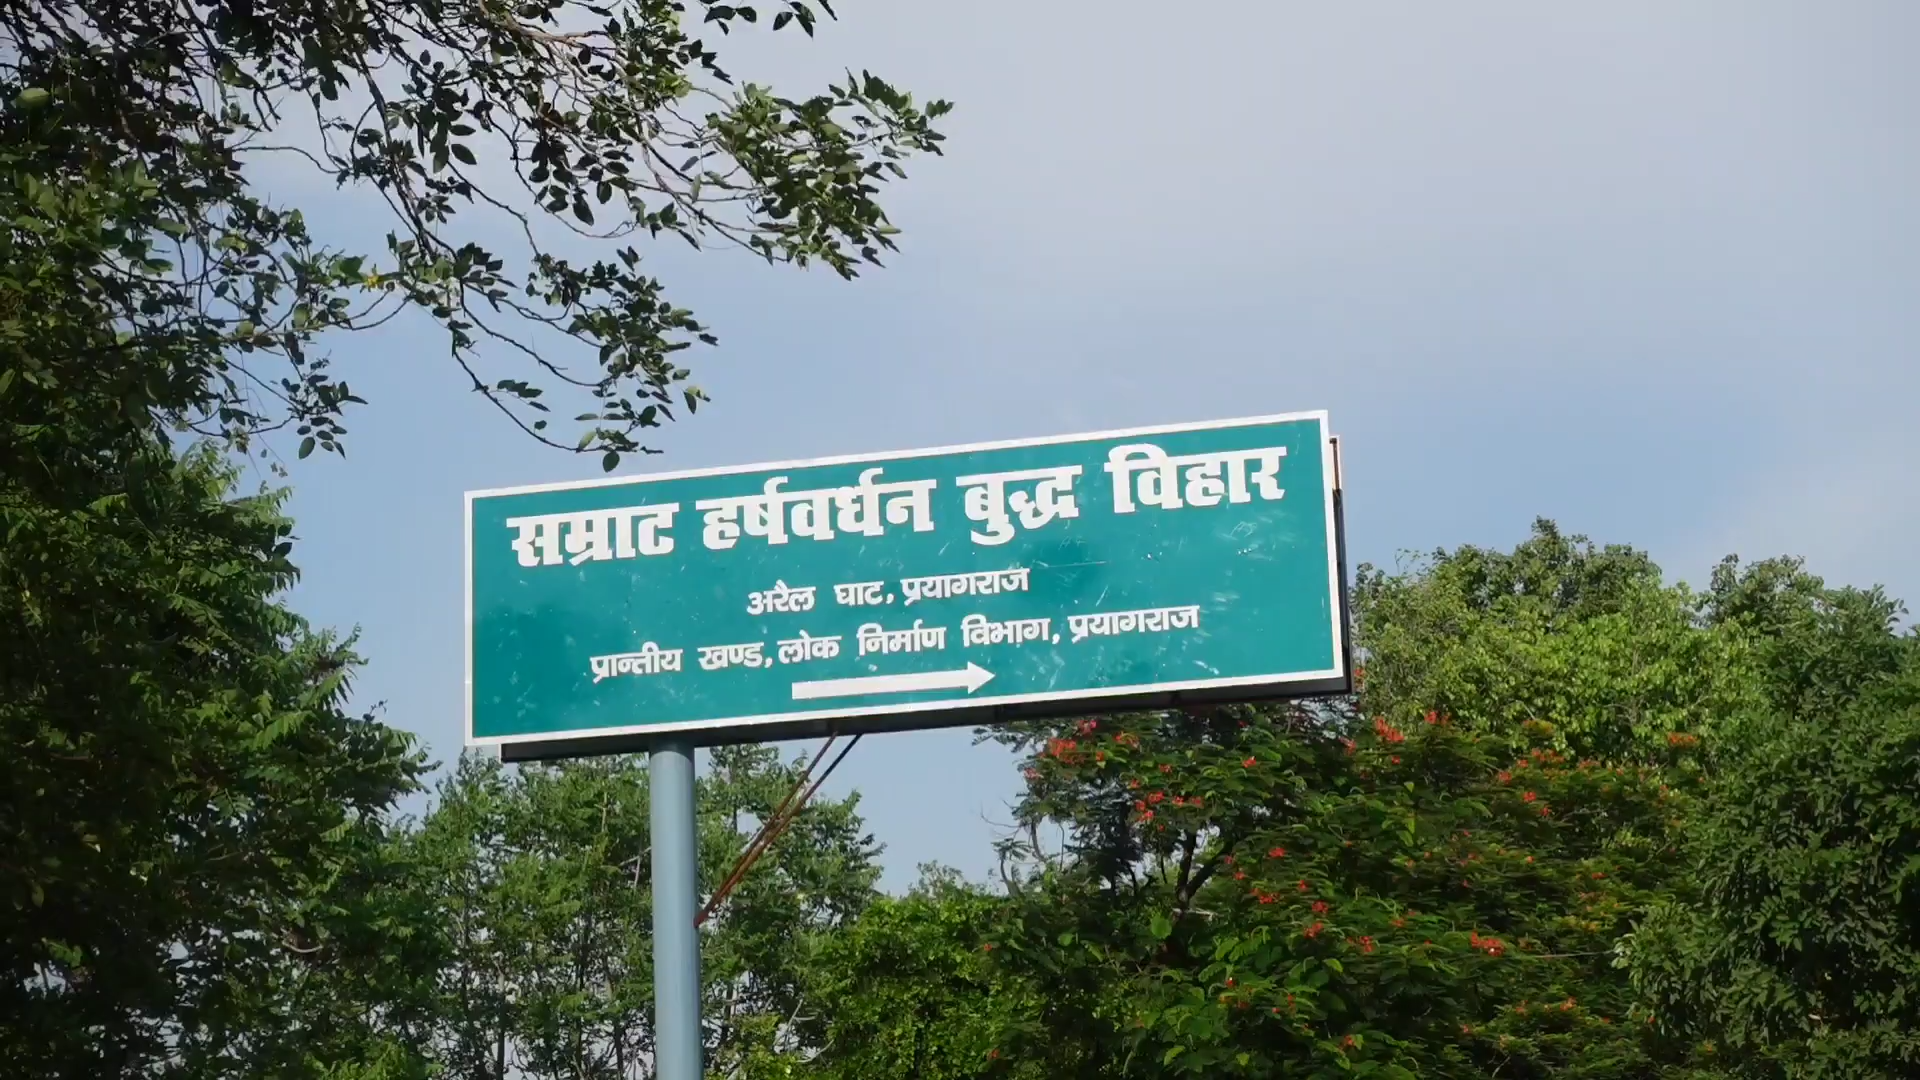 सम्राट हर्षवर्धन बुद्ध विहार
अरैल घाट, प्रयागराज
प्रान्तीय खण्ड, लोक निर्माण विभाग, प्रयागराज